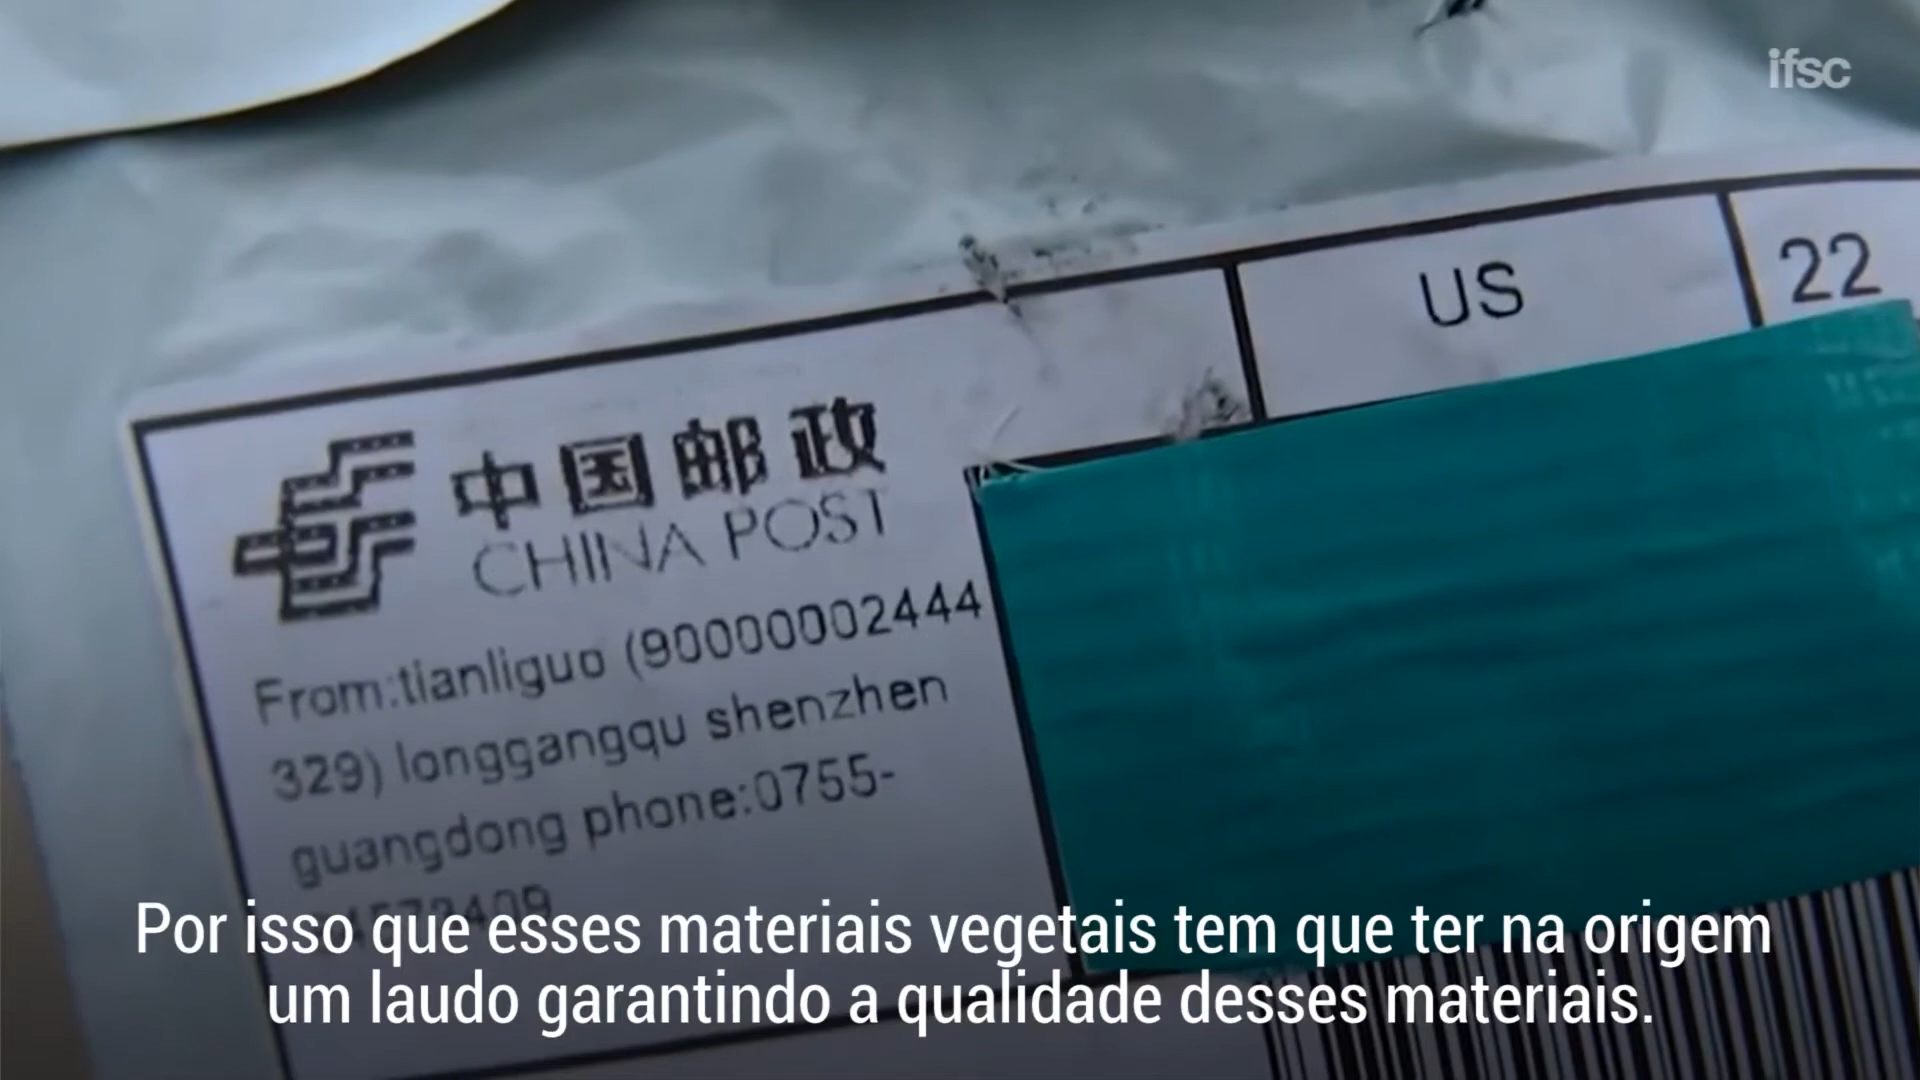 ifsc
US
22
中国邮政
CHINA POST
From:tianliguo (90000002444
329) longgangqu shenzhen
guangdong phone:0755-
Por isso que esses materiais vegetais tem que ter na origem
um laudo garantindo a qualidade desses materiais.